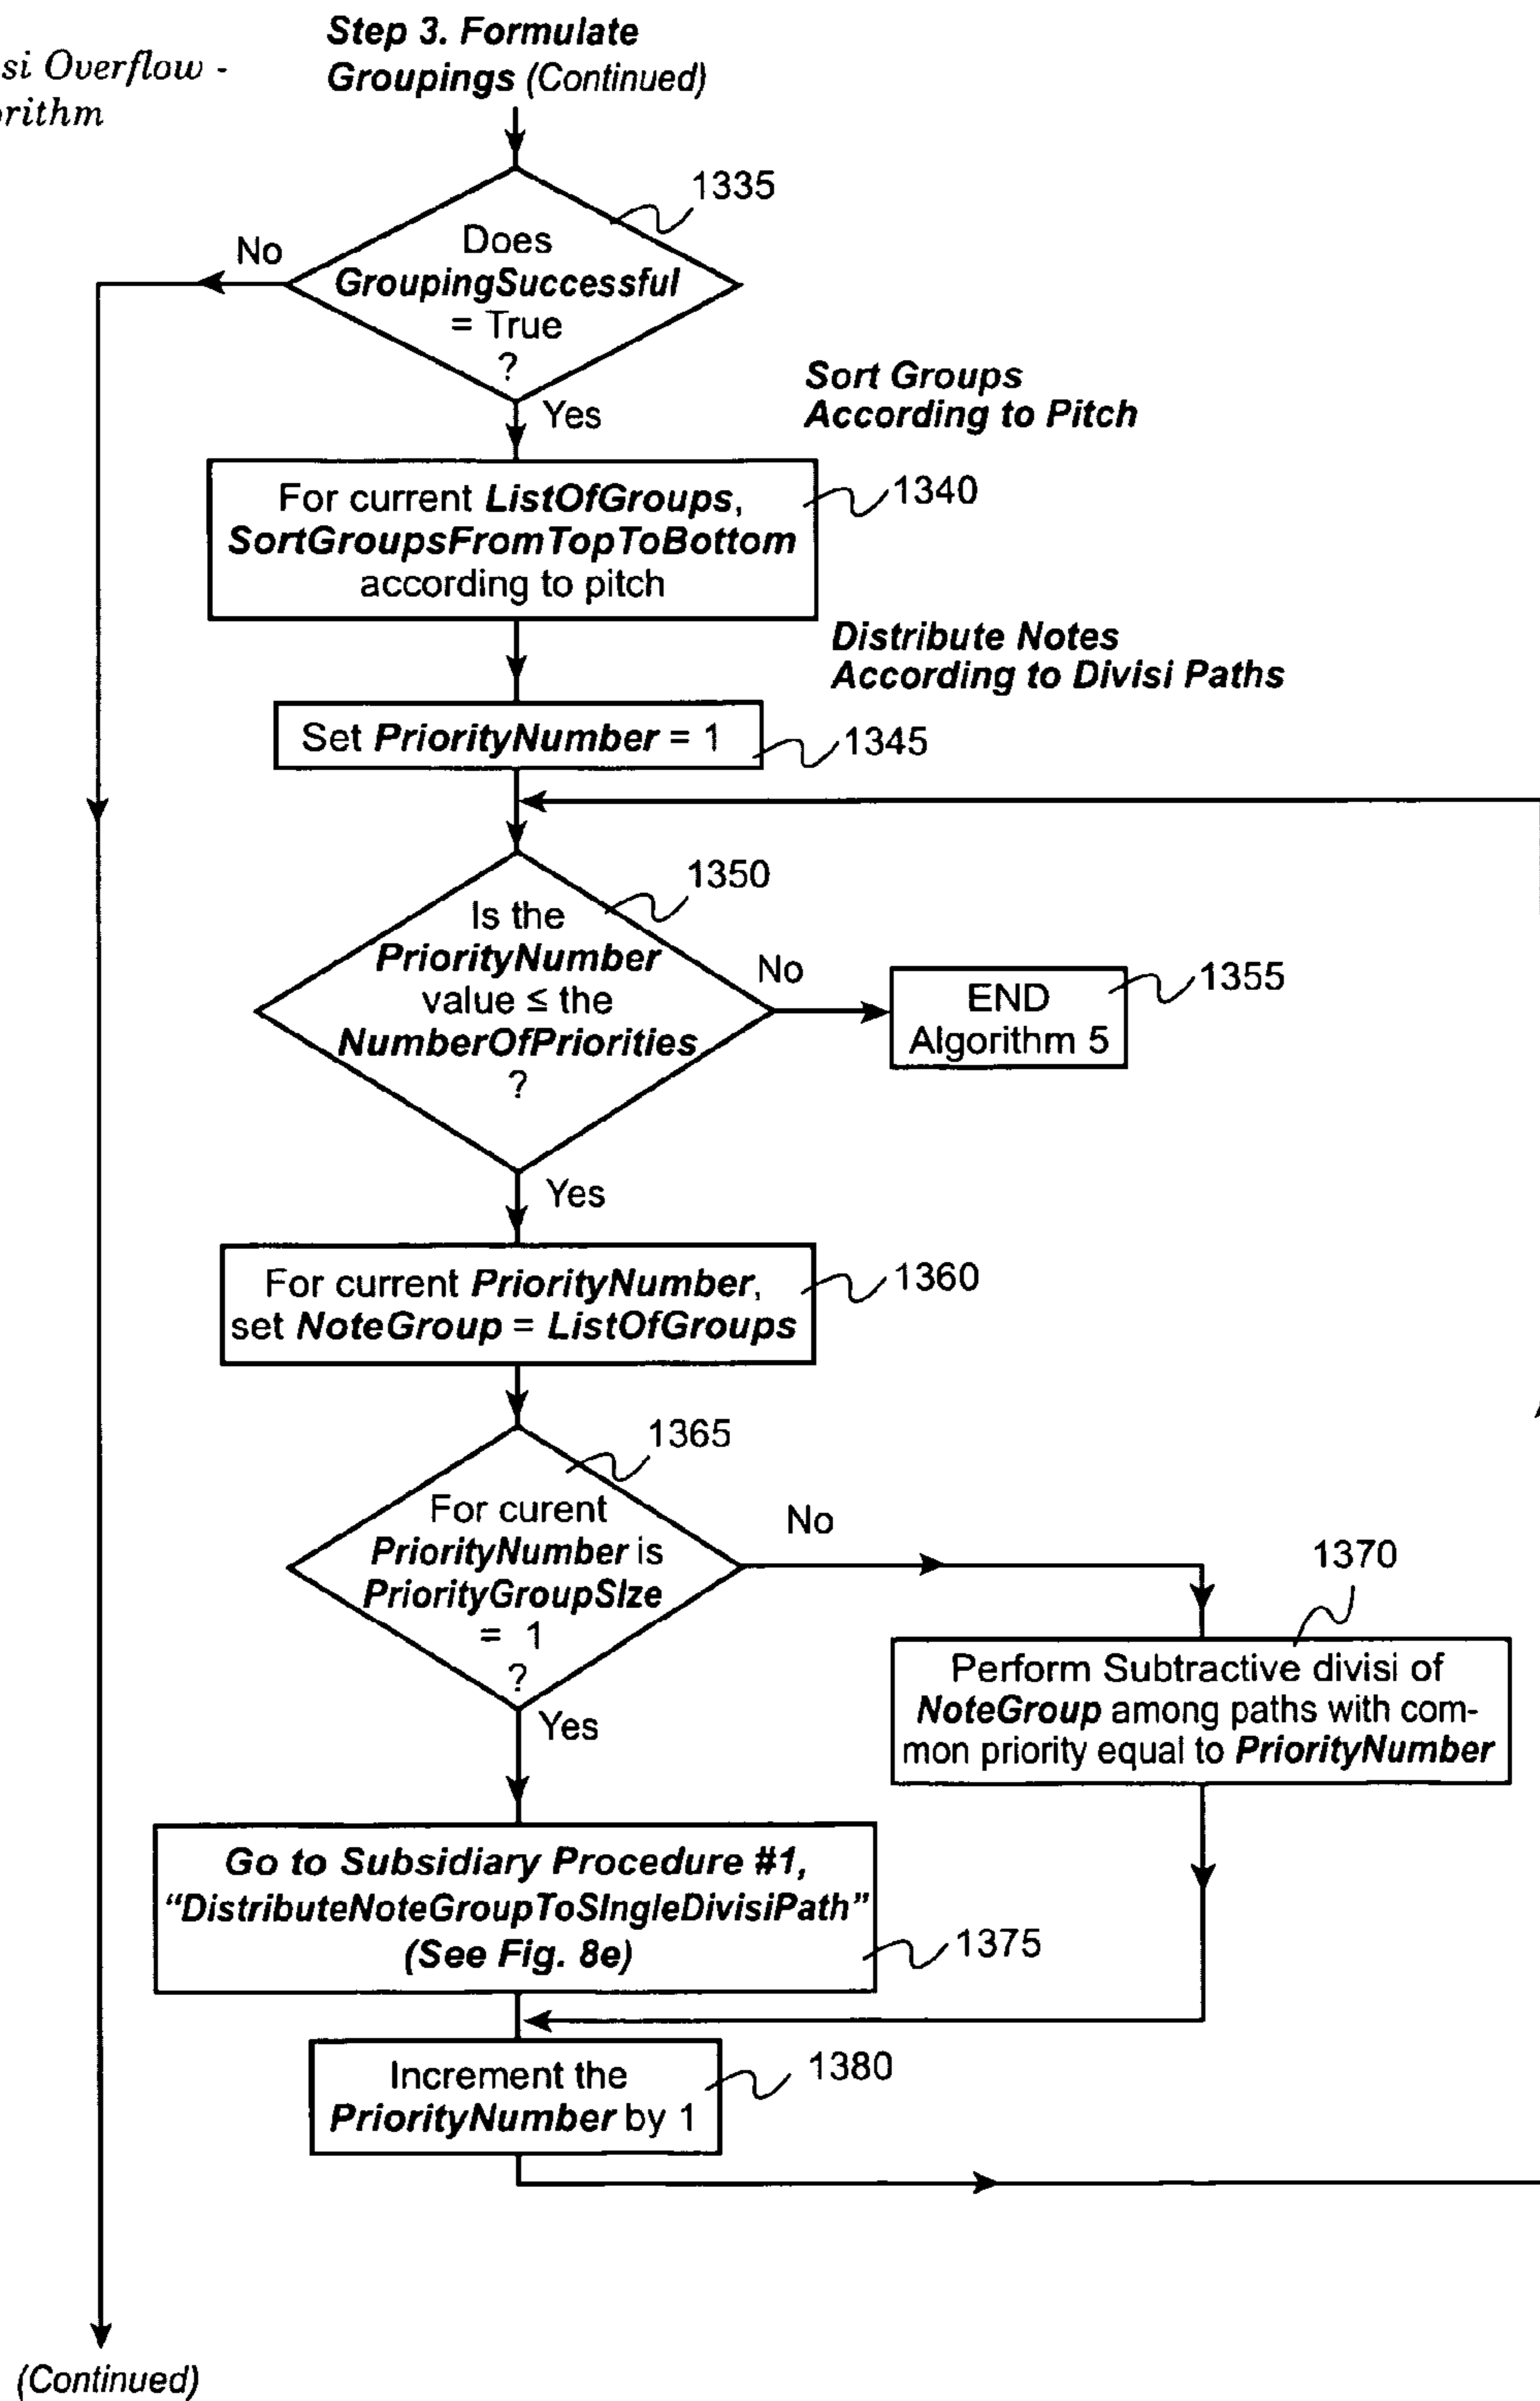 si Overflow -
orithm
Step 3. Formulate
Groupings (Continued)
1335
No
Does
GroupingSuccessful
= True
?
Yes
Sort Groups
According to Pitch
For current ListOfGroups,
SortGroupsFromTopToBottom
according to pitch
1340
Distribute Notes
According to Divisi Paths
Set PriorityNumber = 1
1345
1350
Is the
PriorityNumber
value ≤ the
NumberOfPriorities
?
No
END
Algorithm 5
1355
Yes
For current PriorityNumber,
set NoteGroup = ListOfGroups
1360
1365
For curent
PriorityNumber is
PriorityGroupSIze
= 1
?
No
Yes
1370
Perform Subtractive divisi of
NoteGroup among paths with com-
mon priority equal to PriorityNumber
Go to Subsidiary Procedure #1,
“DistributeNoteGroupToSIngleDivisiPath”
(See Fig. 8e)
1375
Increment the
PriorityNumber by 1
1380
(Continued)